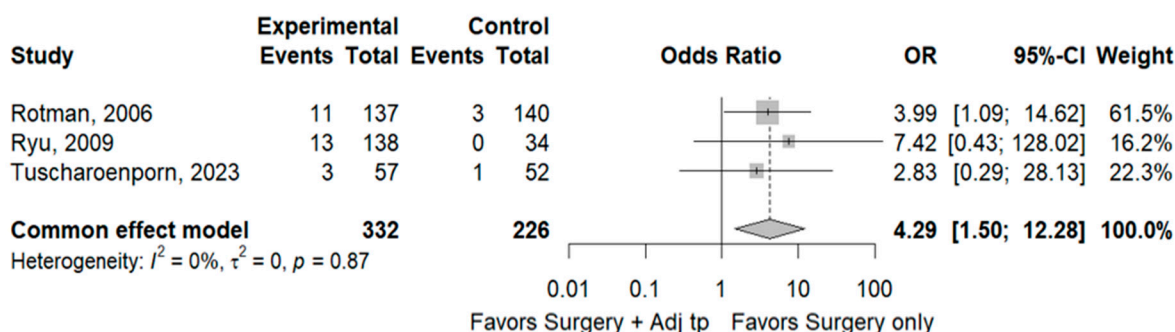 Experimental Control
Study Events Total Events Total Odds Ratio OR 95%-CI Weight
Rotman, 2006 11 137 3 140 3.99 [1.09; 14.62] 61.5%
Ryu, 2009 13 138 0 34 7.42 [0.43; 128.02] 16.2%
Tuscharoenporn, 2023 3 57 1 52 2.83 [0.29; 28.13] 22.3%
Common effect model 332 226 4.29 [1.50; 12.28] 100.0%
Heterogeneity: I² = 0%, τ² = 0, p = 0.87
0.01 0.1 1 10 100
Favors Surgery + Adj tp Favors Surgery only